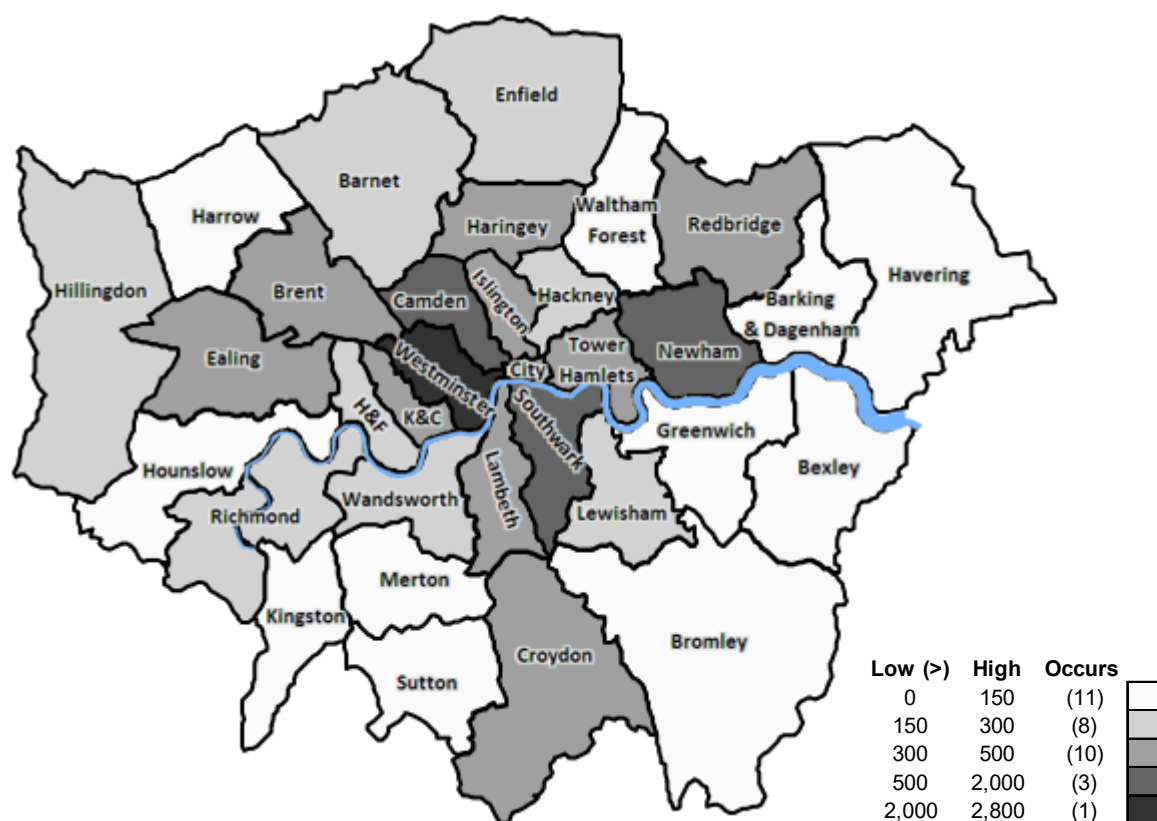 Enfield
Barnet
Haringey
Waltham
Forest
Redbridge
Harrow
Havering
Hillingdon
Brent
Camden
Islington
Hackney
Barking
& Dagenham
Ealing
Westminster
City
Tower
Hamlets
Newham
H&F
K&C
Southwark
Greenwich
Hounslow
Bexley
Richmond
Wandsworth
Lambeth
Lewisham
Merton
Kingston
Bromley
Croydon
Sutton
Low (>) High Occurs
0 150 (11)
150 300 (8)
300 500 (10)
500 2,000 (3)
2,000 2,800 (1)